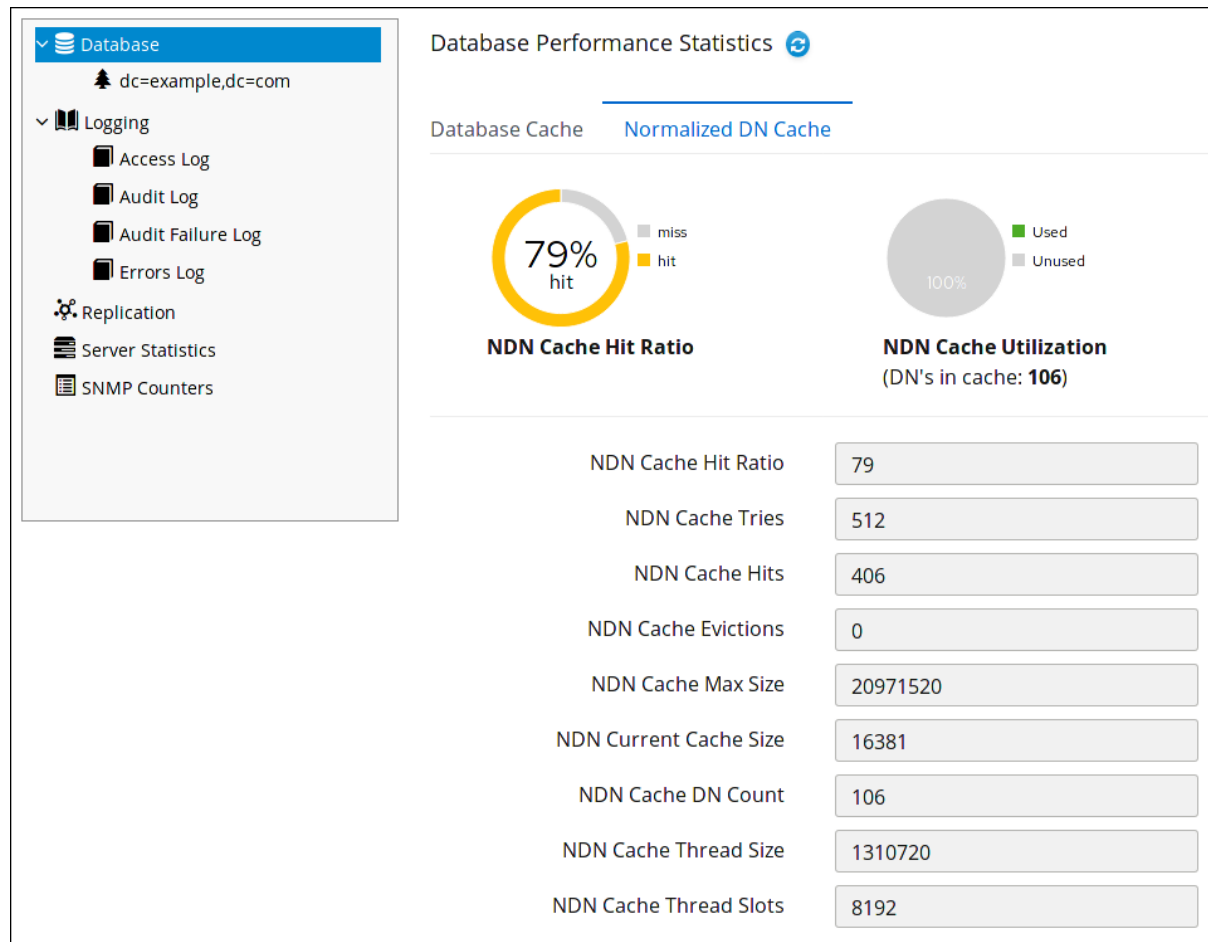 Database
dc=example,dc=com
Logging
Access Log
Audit Log
Audit Failure Log
Errors Log
Replication
Server Statistics
SNMP Counters
Database Performance Statistics
Database Cache Normalized DN Cache
79%
hit
miss
hit
NDN Cache Hit Ratio
100%
Used
Unused
NDN Cache Utilization
(DN's in cache: 106)
NDN Cache Hit Ratio 79
NDN Cache Tries 512
NDN Cache Hits 406
NDN Cache Evictions 0
NDN Cache Max Size 20971520
NDN Current Cache Size 16381
NDN Cache DN Count 106
NDN Cache Thread Size 1310720
NDN Cache Thread Slots 8192